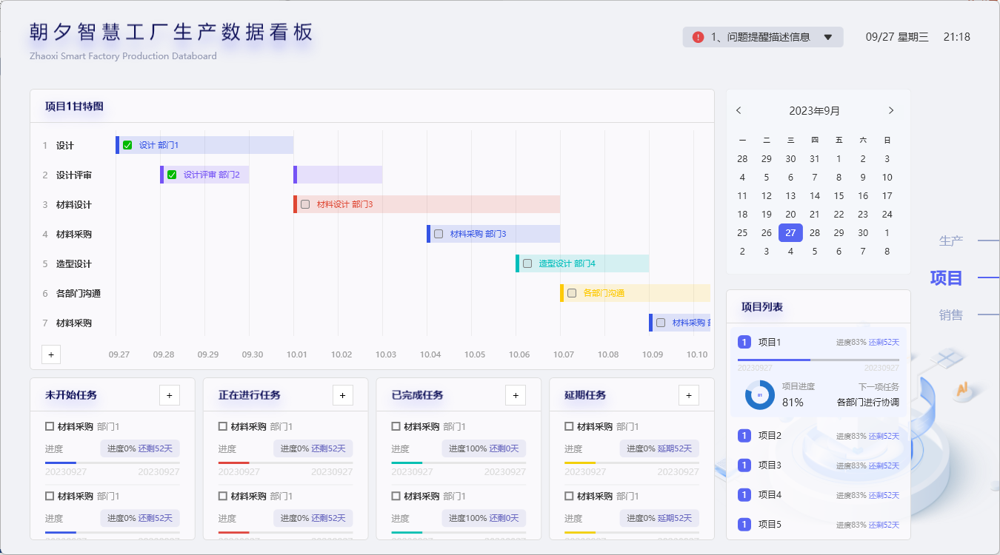 朝夕智慧工厂生产数据看板
Zhaoxi Smart Factory Production Databoard
1、问题提醒描述信息
09/27 星期三 21:18
项目1甘特图
1 设计 设计 部门1
2 设计评审 设计评审 部门2
3 材料设计 材料设计 部门3
4 材料采购 材料采购 部门3
5 造型设计 造型设计 部门4
6 各部门沟通 各部门沟通
7 材料采购 材料采购
+ 09.27 09.28 09.29 09.30 10.01 10.02 10.03 10.04 10.05 10.06 10.07 10.08 10.09 10.10
2023年9月
一 二 三 四 五 六 日
28 29 30 31 1 2 3
4 5 6 7 8 9 10
11 12 13 14 15 16 17
18 19 20 21 22 23 24
25 26 27 28 29 30 1
2 3 4 5 6 7 8
生产
项目
销售
未开始任务 +
材料采购 部门1
进度 进度0% 还剩52天
20230927 20230927
材料采购 部门1
进度 进度0% 还剩52天
正在进行任务 +
材料采购 部门1
进度 进度0% 还剩52天
20230927 20230927
材料采购 部门1
进度 进度0% 还剩52天
已完成任务 +
材料采购 部门1
进度 进度100% 还剩0天
20230927 20230927
材料采购 部门1
进度 进度100% 还剩0天
延期任务 +
材料采购 部门1
进度 进度0% 延期52天
20230927 20230927
材料采购 部门1
进度 进度0% 延期52天
项目列表
1 项目1 进度83% 还剩52天
20230927 20230927
项目进度 下一项任务
81% 各部门进行协调
1 项目2 进度83% 还剩52天
1 项目3 进度83% 还剩52天
1 项目4 进度83% 还剩52天
1 项目5 进度83% 还剩52天
AI